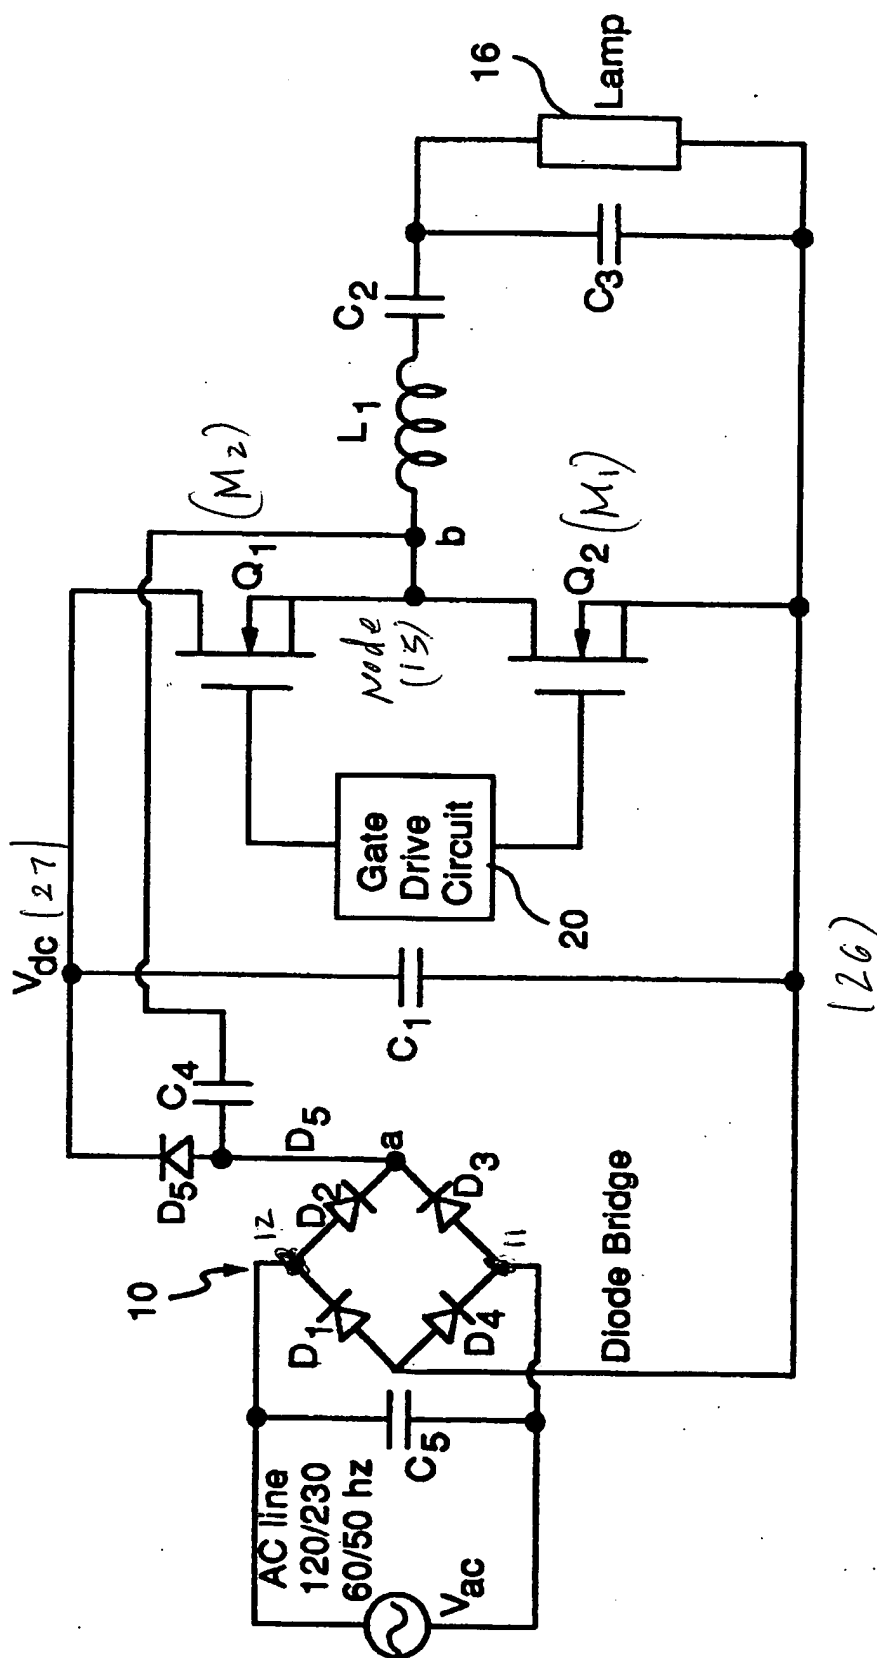 AC line
120/230
60/50 hz
Vac
C5
10
12
D1
D2
D4
D3
11
a
Diode Bridge
D5
D5
C4
Vdc (27)
C1
(26)
Gate
Drive
Circuit
20
Node
(15)
Q1
(M2)
Q2 (M1)
b
L1
C2
C3
16
Lamp